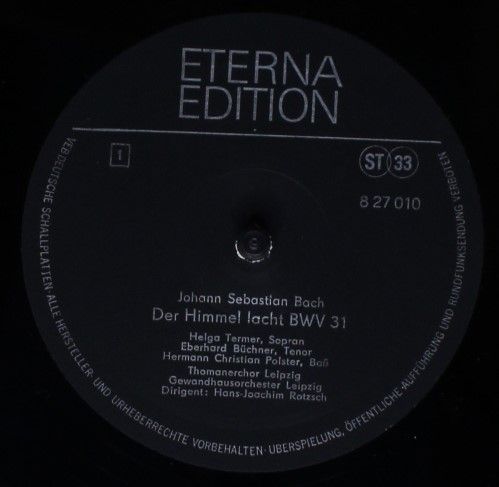 ETERNA
EDITION
1
ST 33
8 27 010
Johann Sebastian Bach
Der Himmel lacht BWV 31
Helga Termer, Sopran
Eberhard Büchner, Tenor
Hermann Christian Polster, Baß
Thomanerchor Leipzig
Gewandhausorchester Leipzig
Dirigent: Hans-Joachim Rotzsch
VEB DEUTSCHE SCHALLPLATTEN · ALLE HERSTELLER- UND URHEBERRECHTE VORBEHALTEN · ÜBERSPIELUNG, ÖFFENTLICHE AUFFÜHRUNG UND RUNDFUNKSENDUNG VERBOTEN